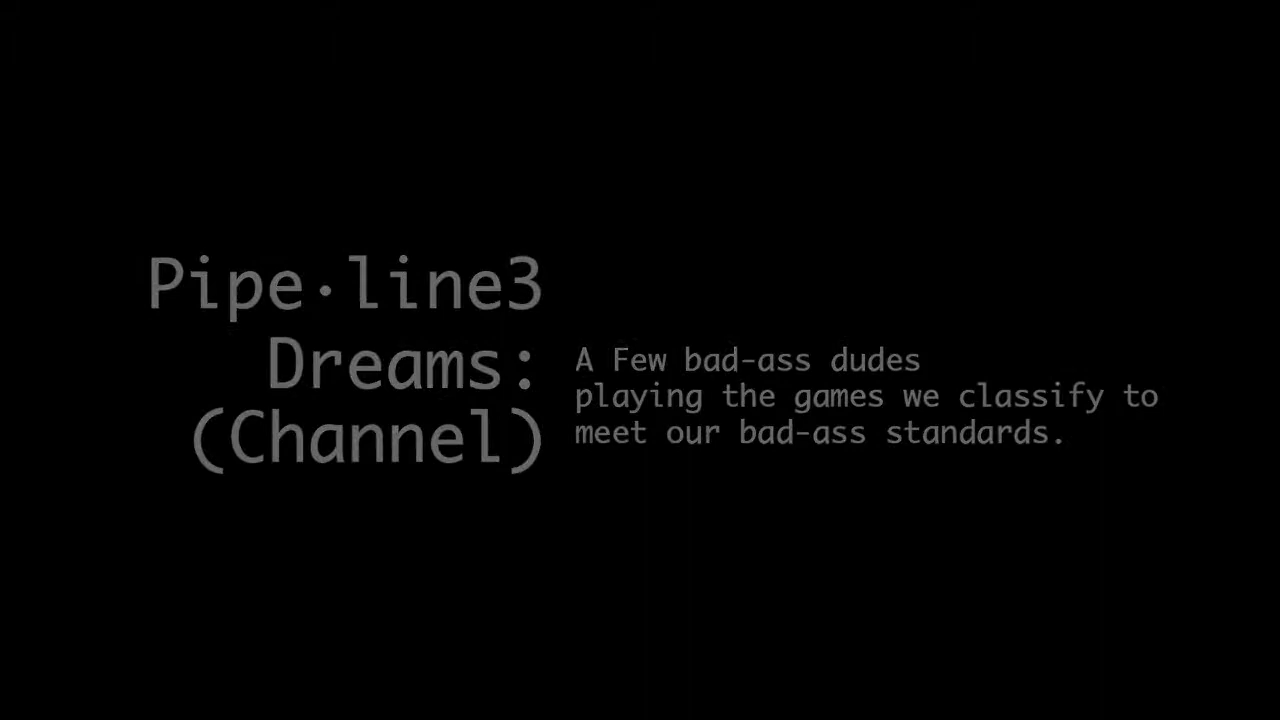 Pipe·line3
Dreams:
(Channel)
A Few bad-ass dudes
playing the games we classify to
meet our bad-ass standards.